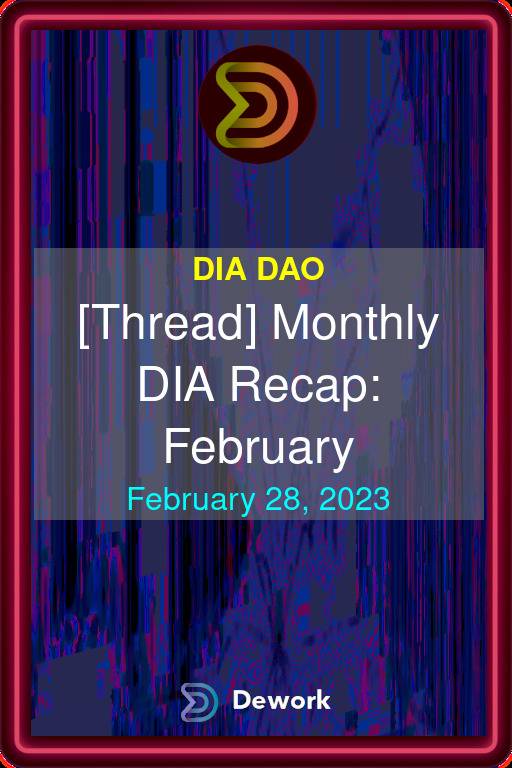 DIA DAO
[Thread] Monthly
DIA Recap:
February
February 28, 2023
Dework